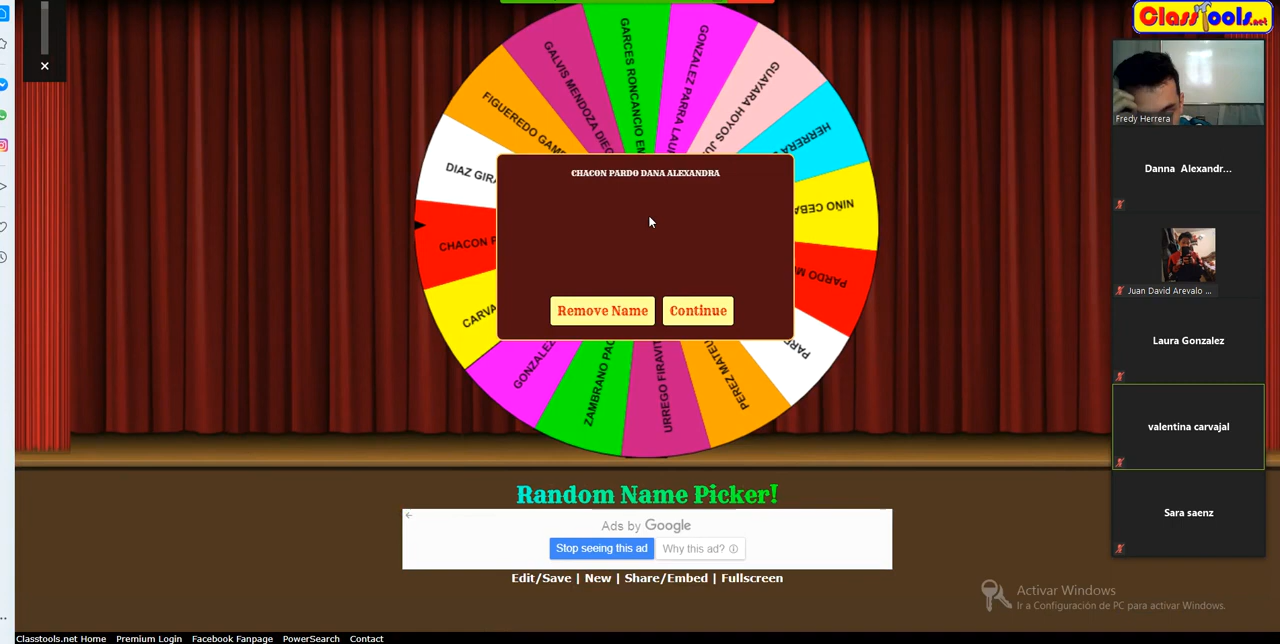 ClassTools.net
GARCES RONCANCIO EM
GONZALEZ PARRA LAUR
GALVIS MENDOZA DIEG
GUAYARA HOYOS JU
FIGUEREDO GAME
HERRERA
DIAZ GIRA
NIÑO CEBA
CHACON P
PARDO M
CARVA
PARD
GONZALEZ
ZAMBRANO PAC
URREGO FIRAVIT
PEREZ MATEU
CHACON PARDO DANA ALEXANDRA
Remove Name Continue
Fredy Herrera
Danna Alexandr...
Juan David Arevalo ...
Laura Gonzalez
valentina carvajal
Sara saenz
Random Name Picker!
Ads by Google
Stop seeing this ad Why this ad?
Edit/Save | New | Share/Embed | Fullscreen
Activar Windows
Ir a Configuración de PC para activar Windows.
Classtools.net Home Premium Login Facebook Fanpage PowerSearch Contact